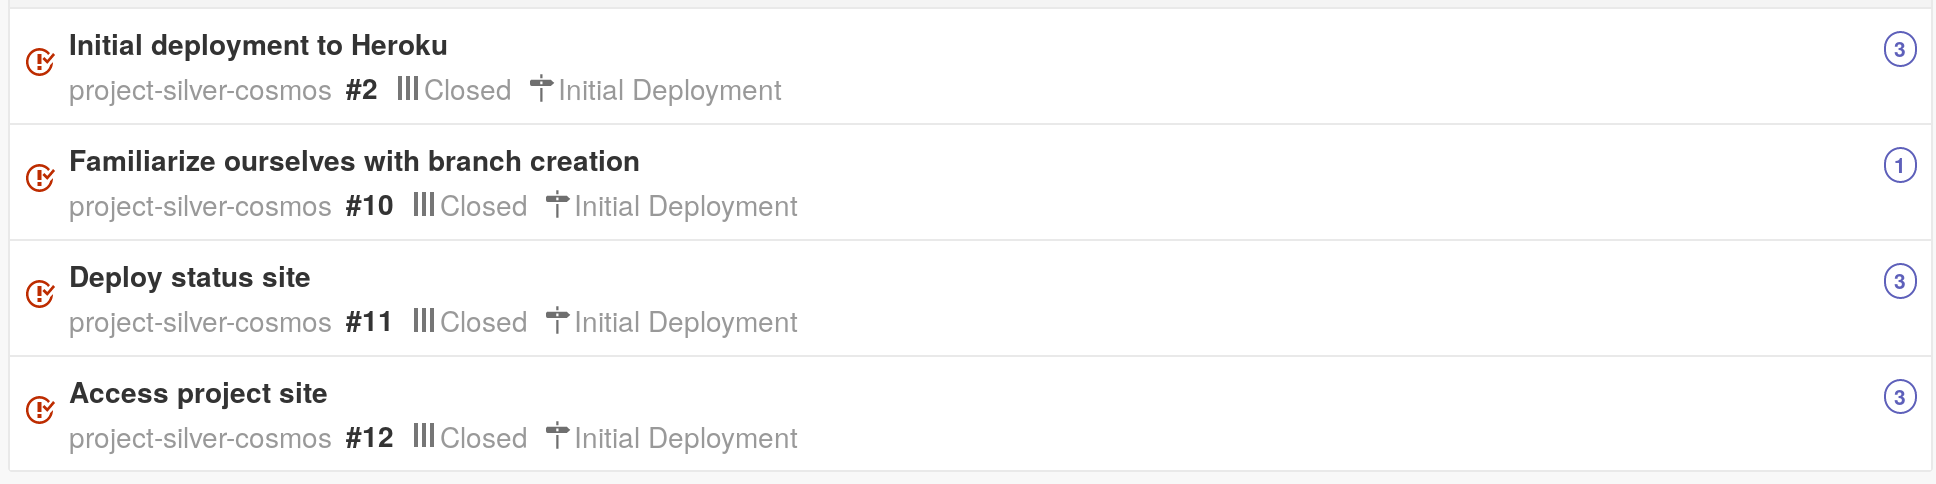 Initial deployment to Heroku
3
project-silver-cosmos #2 Closed Initial Deployment
Familiarize ourselves with branch creation
1
project-silver-cosmos #10 Closed Initial Deployment
Deploy status site
3
project-silver-cosmos #11 Closed Initial Deployment
Access project site
3
project-silver-cosmos #12 Closed Initial Deployment